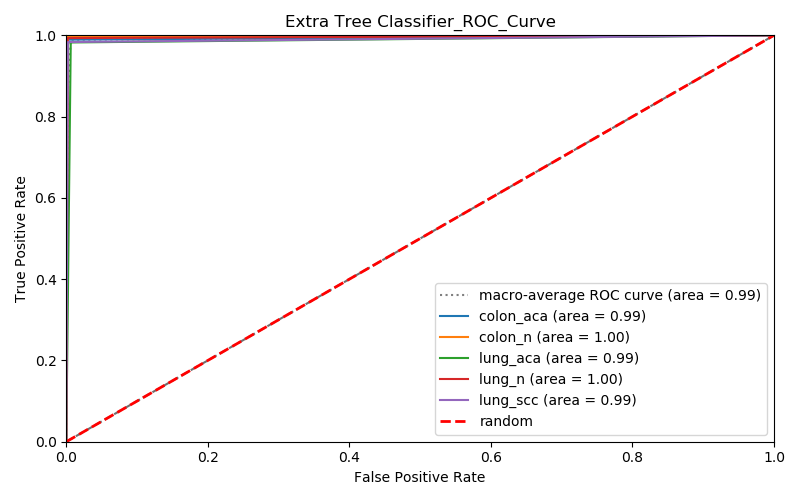 Extra Tree Classifier_ROC_Curve
1.0
0.8
0.6
0.4
0.2
0.0
True Positive Rate
macro-average ROC curve (area = 0.99)
colon_aca (area = 0.99)
colon_n (area = 1.00)
lung_aca (area = 0.99)
lung_n (area = 1.00)
lung_scc (area = 0.99)
random
0.0 0.2 0.4 0.6 0.8 1.0
False Positive Rate